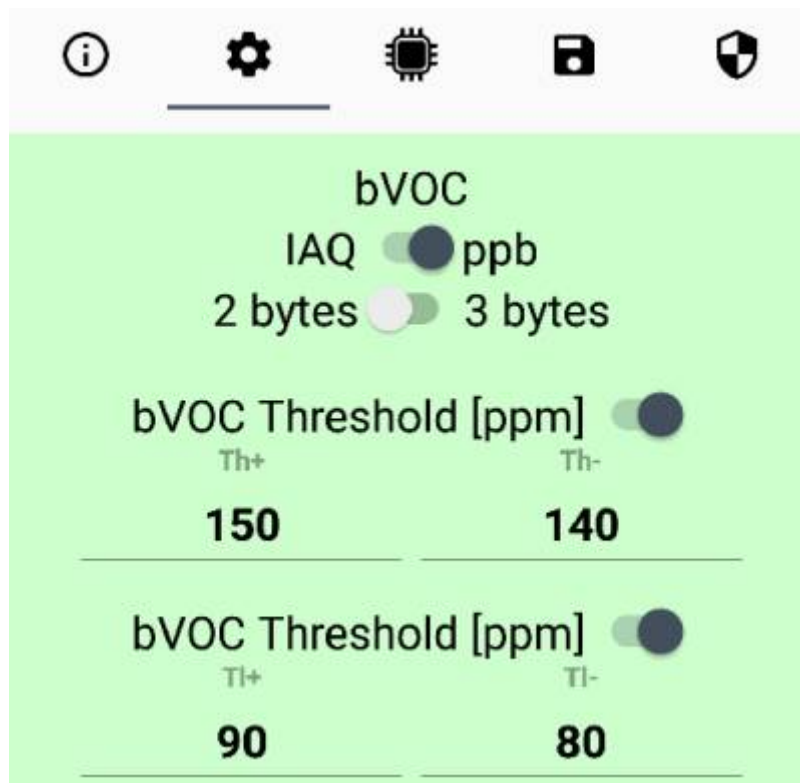 bVOC
IAQ ppb
2 bytes 3 bytes
bVOC Threshold [ppm]
Th+ Th-
150 140
bVOC Threshold [ppm]
Tl+ Tl-
90 80